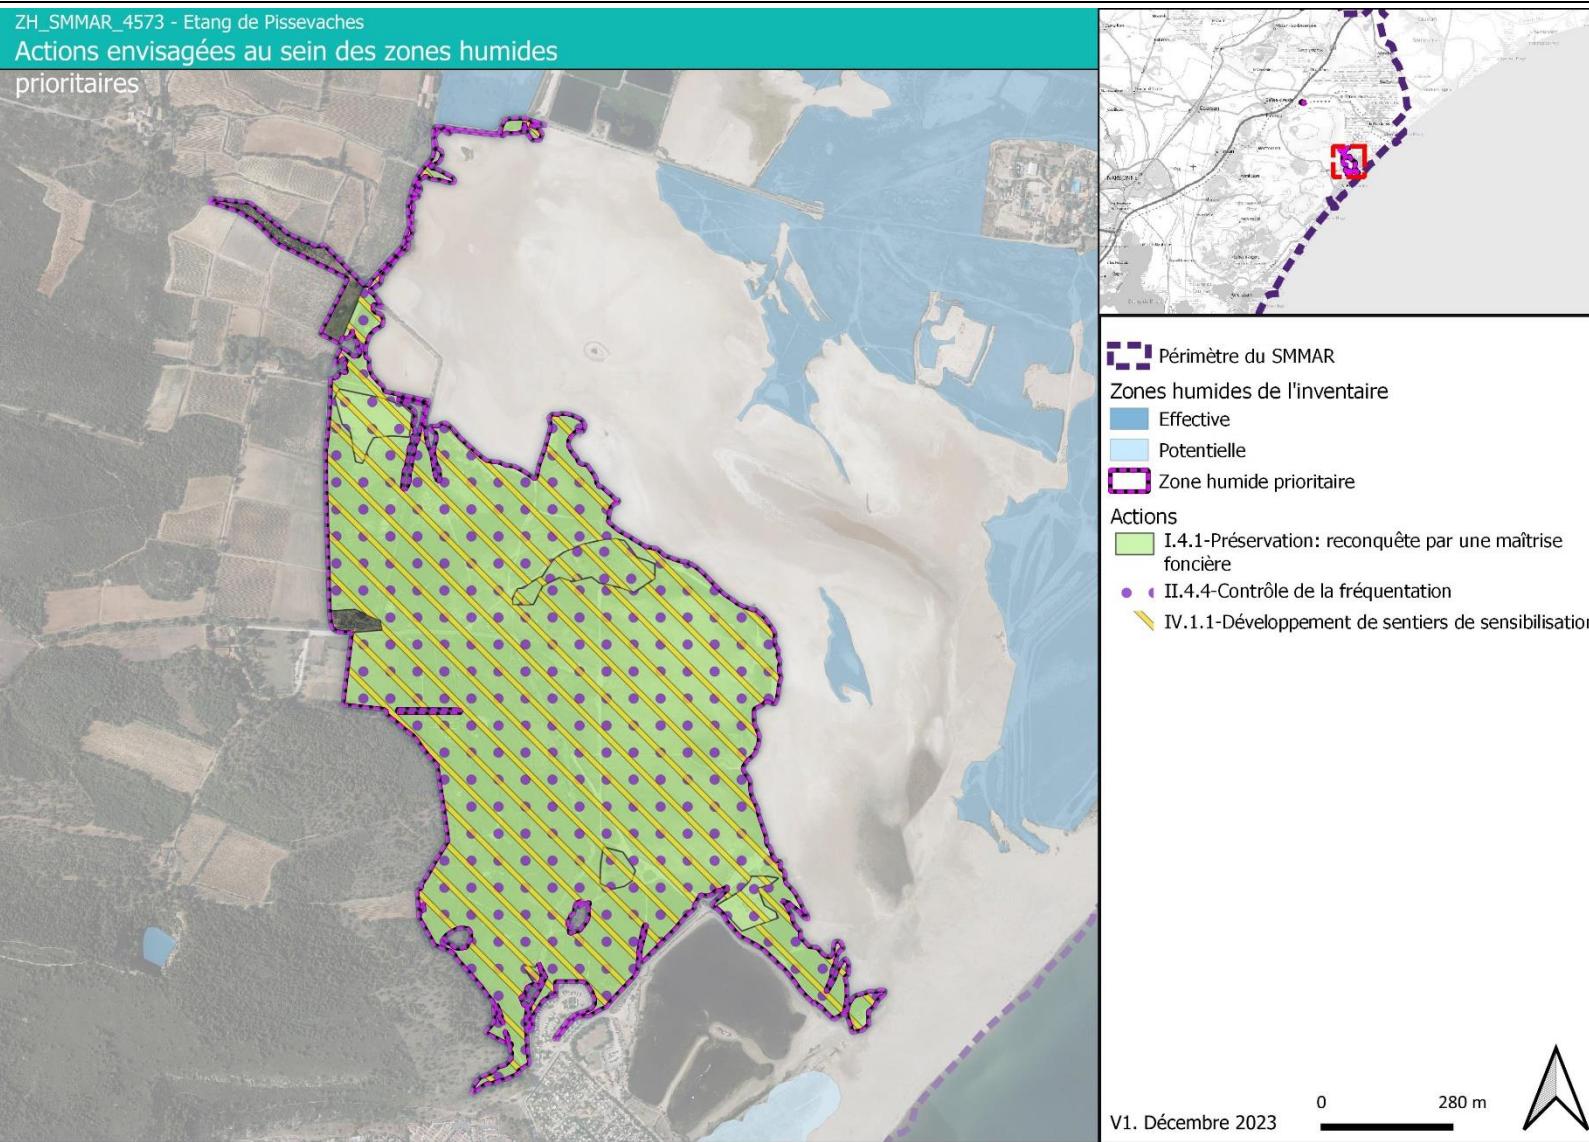 ZH_SMMAR_4573 - Etang de Pissevaches
Actions envisagées au sein des zones humides
prioritaires
NARBONNE
Périmètre du SMMAR
Zones humides de l'inventaire
Effective
Potentielle
Zone humide prioritaire
Actions
I.4.1-Préservation: reconquête par une maîtrise
foncière
II.4.4-Contrôle de la fréquentation
IV.1.1-Développement de sentiers de sensibilisation
V1. Décembre 2023
0 280 m